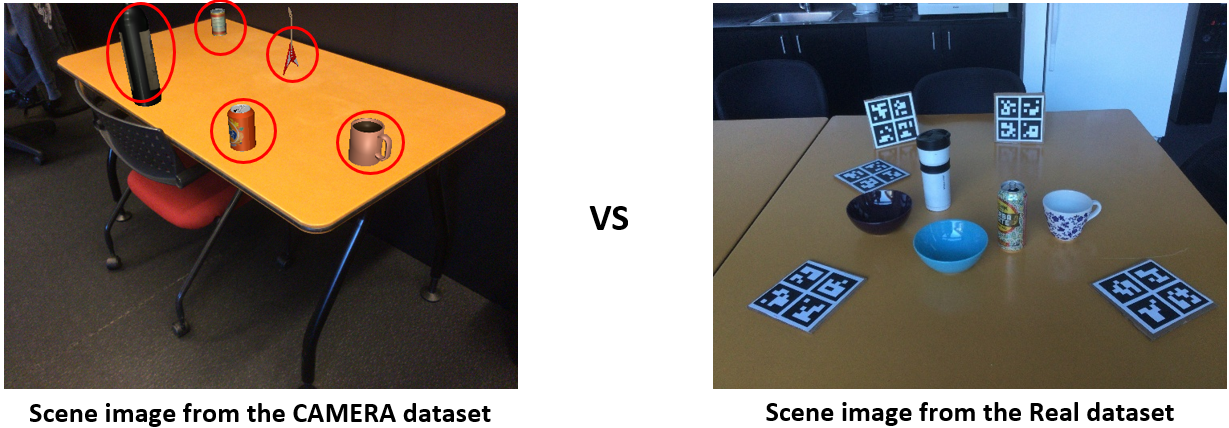 VS
Scene image from the CAMERA dataset
Scene image from the Real dataset